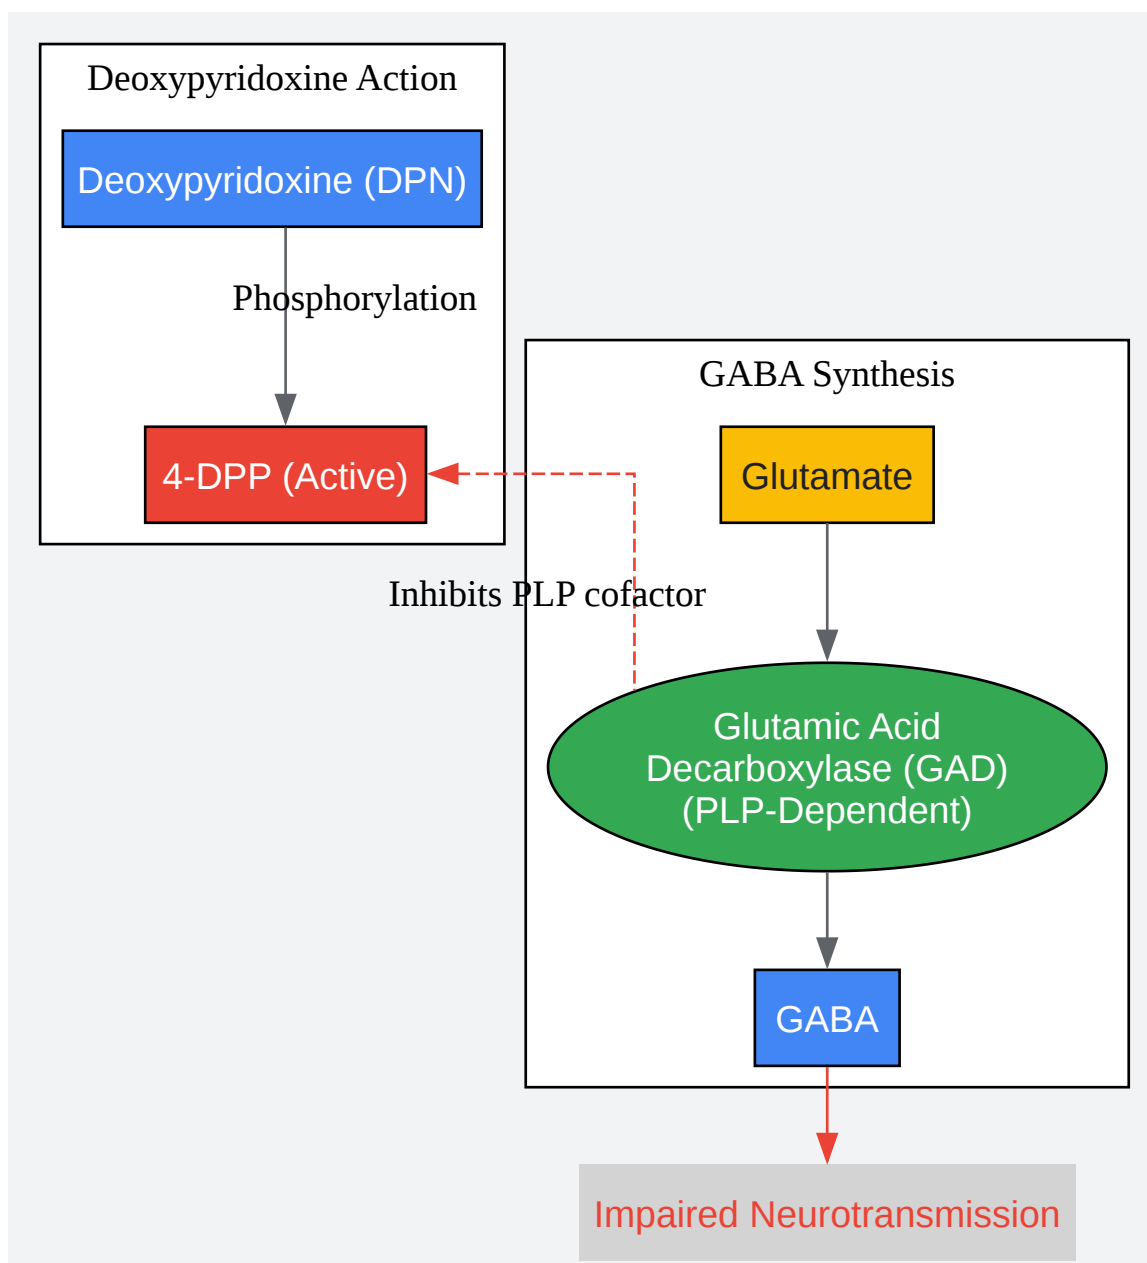 Deoxypyridoxine Action
Deoxypyridoxine (DPN)
Phosphorylation
4-DPP (Active)
GABA Synthesis
Glutamate
Inhibits PLP cofactor
Glutamic Acid
Decarboxylase (GAD)
(PLP-Dependent)
GABA
Impaired Neurotransmission